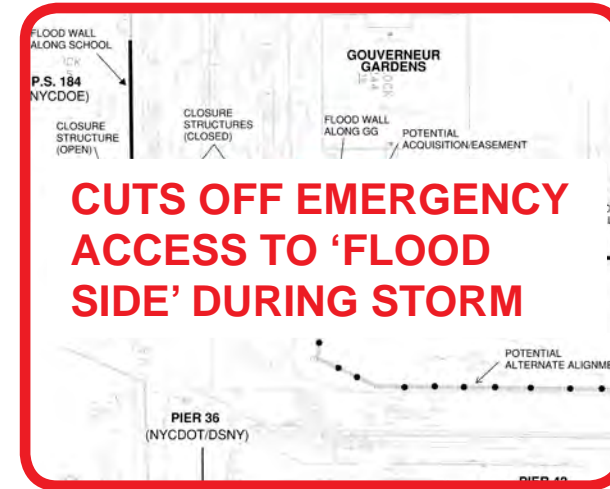 FLOOD WALL
ALONG SCHOOL
P.S. 184
NYCDOE)
GOUVERNEUR
GARDENS
CLOSURE
STRUCTURE
(OPEN)
CLOSURE
STRUCTURES
(CLOSED)
FLOOD WALL
ALONG GG
POTENTIAL
ACQUISITION/EASEMENT
CUTS OFF EMERGENCY
ACCESS TO ‘FLOOD
SIDE’ DURING STORM
POTENTIAL
ALTERNATE ALIGNME
PIER 36
(NYCDOT/DSNY)